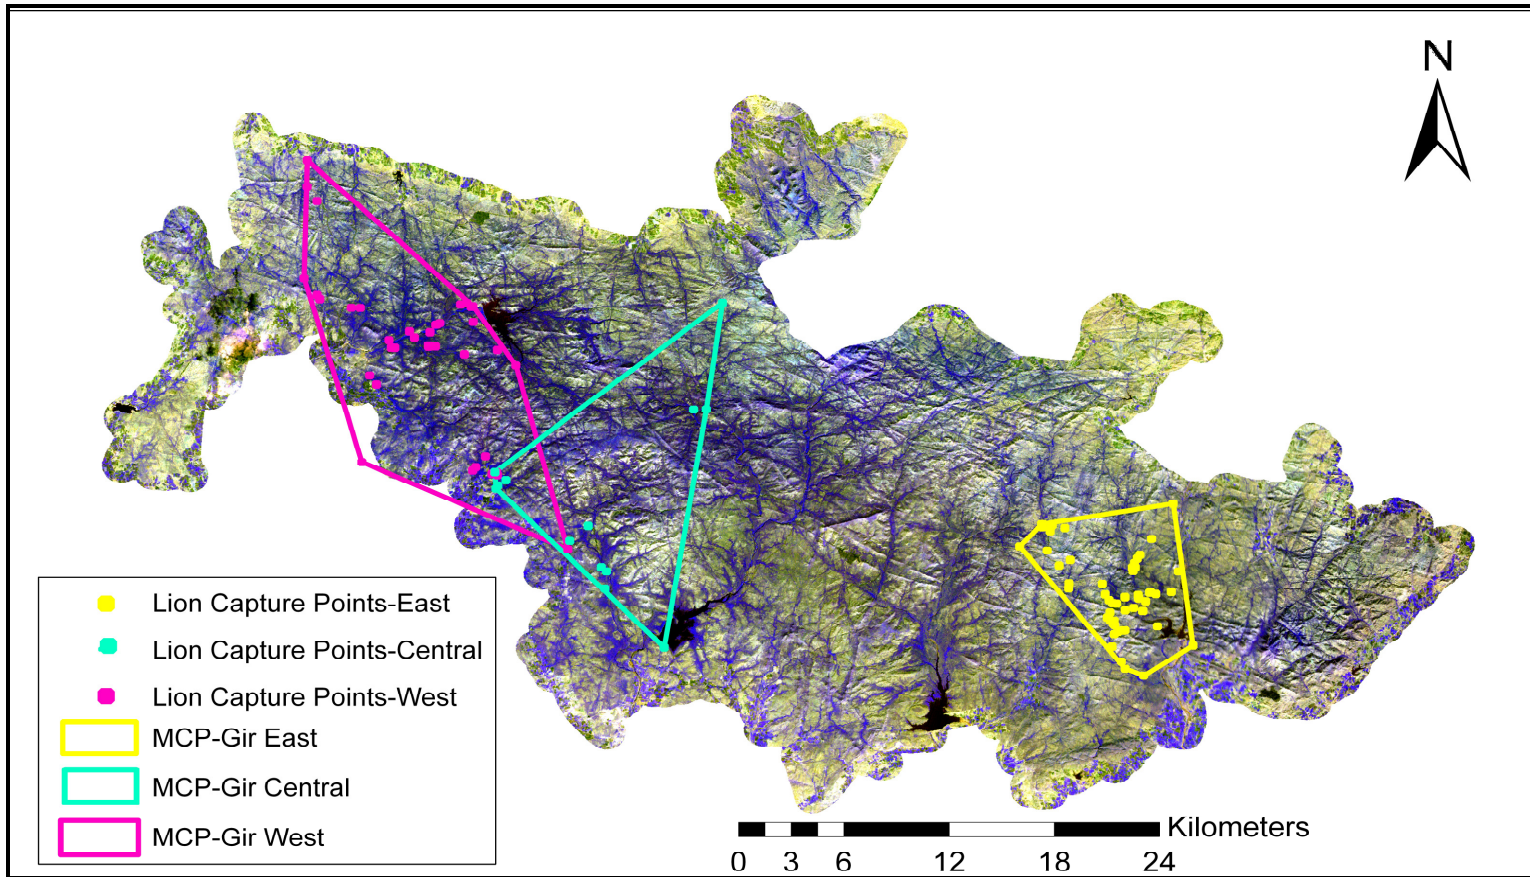 N
Lion Capture Points-East
Lion Capture Points-Central
Lion Capture Points-West
MCP-Gir East
MCP-Gir Central
MCP-Gir West
Kilometers
0 3 6 12 18 24